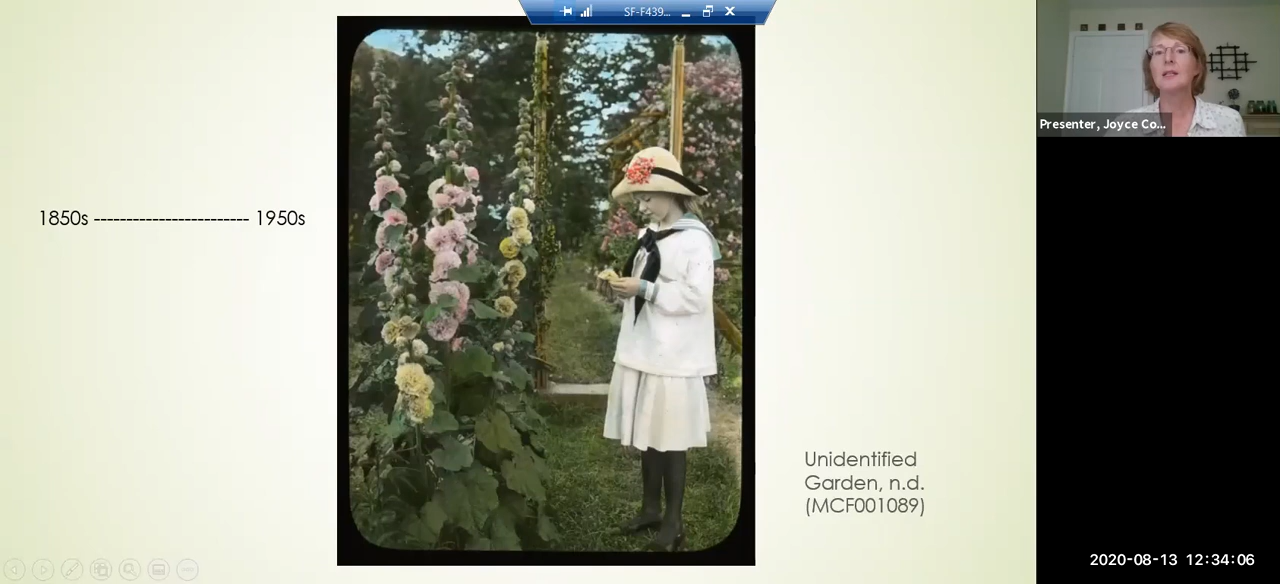 SF-F439...
Presenter, Joyce Co...
1850s ------------------------ 1950s
Unidentified
Garden, n.d.
(MCF001089)
2020-08-13 12:34:06